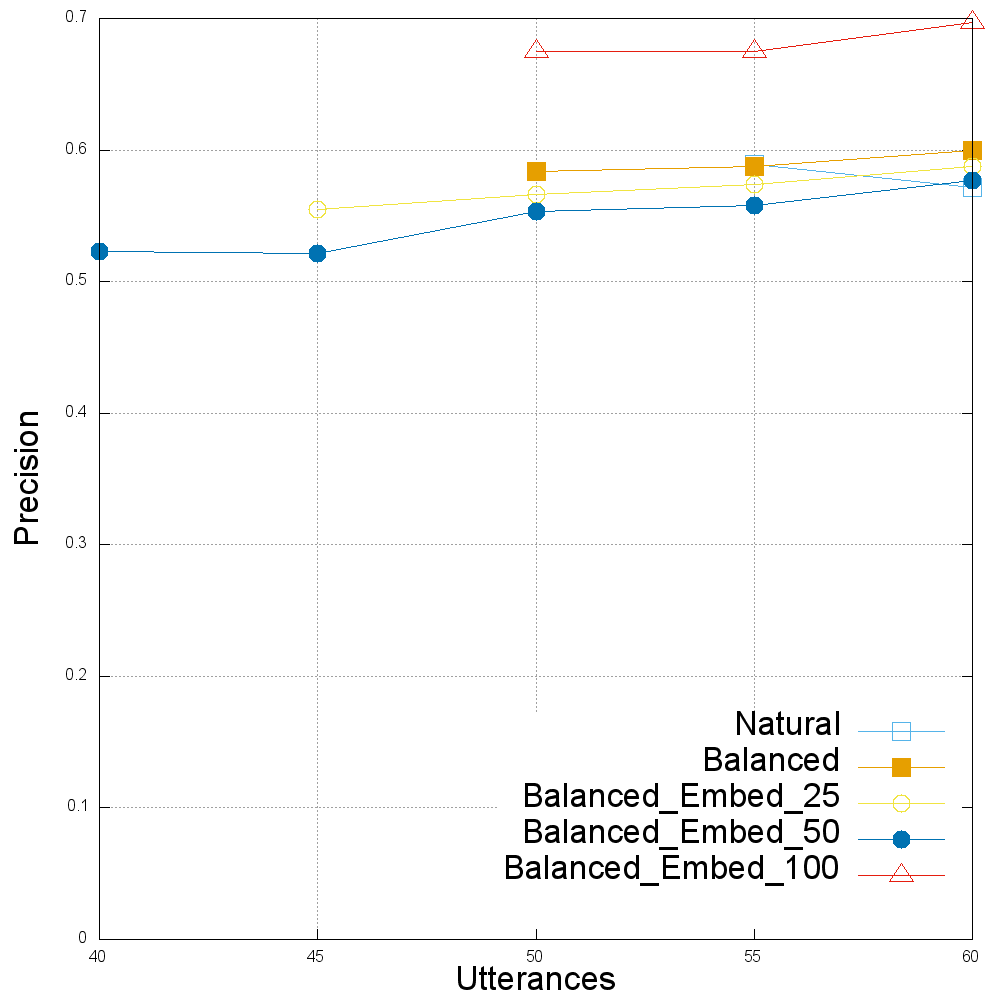 0.7
0.6
0.5
0.4
0.3
0.2
0.1
0
Precision
Natural
Balanced
Balanced_Embed_25
Balanced_Embed_50
Balanced_Embed_100
40 45 50 55 60
Utterances